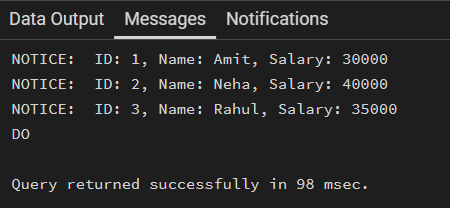 Data Output Messages Notifications
NOTICE:  ID: 1, Name: Amit, Salary: 30000
NOTICE:  ID: 2, Name: Neha, Salary: 40000
NOTICE:  ID: 3, Name: Rahul, Salary: 35000
DO
Query returned successfully in 98 msec.